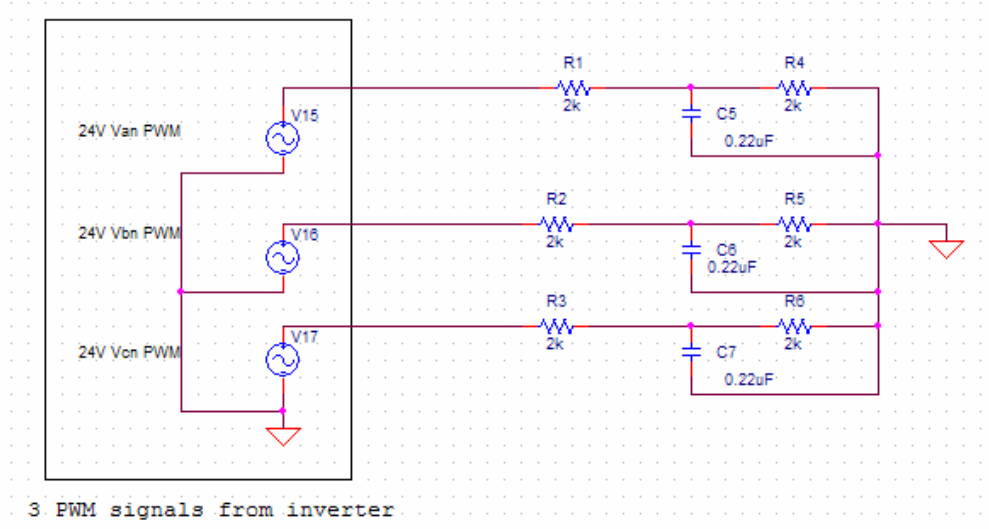 R1
R4
2k
2k
V15
C5
24V Van PWM
0.22uF
R2
R5
24V Vbn PWM
V16
2k
2k
C6
0.22uF
R3
R6
V17
2k
2k
24V Vcn PWM
C7
0.22uF
3 PWM signals from inverter